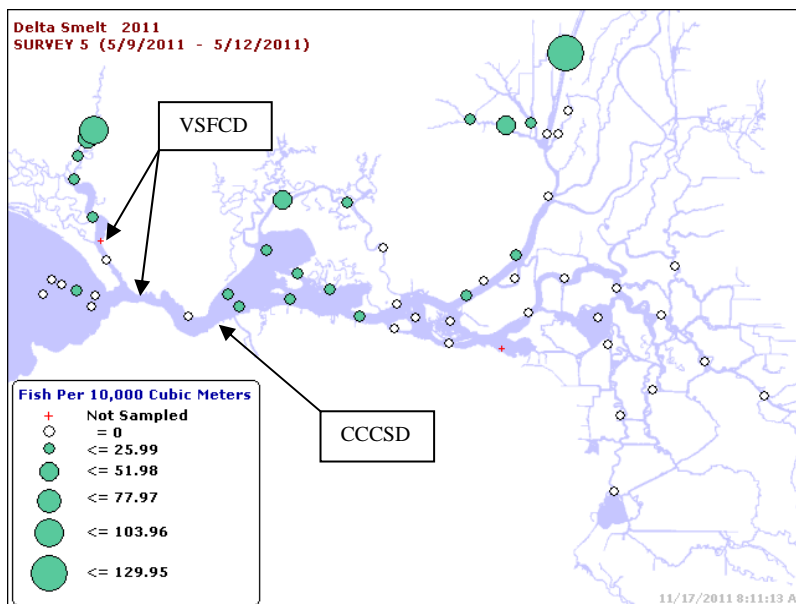 Delta Smelt 2011
SURVEY 5 (5/9/2011 - 5/12/2011)
VSFCD
CCCSD
Fish Per 10,000 Cubic Meters
Not Sampled
= 0
<= 25.99
<= 51.98
<= 77.97
<= 103.96
<= 129.95
11/17/2011 8:11:13 A